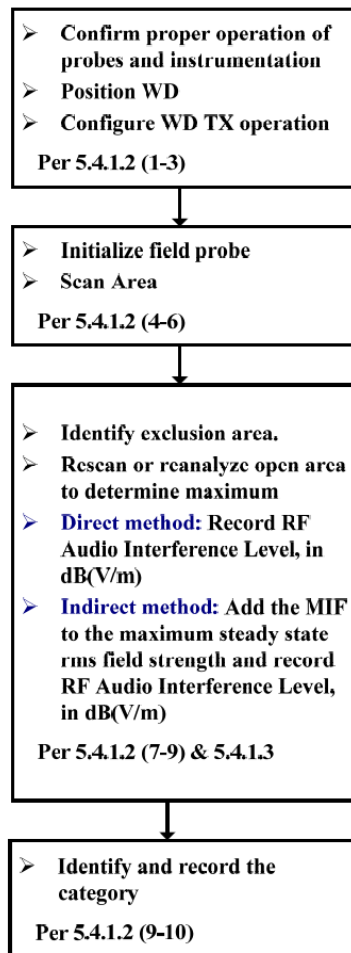 ➢ Confirm proper operation of
probes and instrumentation
➢ Position WD
➢ Configure WD TX operation
Per 5.4.1.2 (1-3)
➢ Initialize field probe
➢ Scan Area
Per 5.4.1.2 (4-6)
➢ Identify exclusion area.
➢ Rescan or reanalyze open area
to determine maximum
➢ Direct method: Record RF
Audio Interference Level, in
dB(V/m)
➢ Indirect method: Add the MIF
to the maximum steady state
rms field strength and record
RF Audio Interference Level,
in dB(V/m)
Per 5.4.1.2 (7-9) & 5.4.1.3
➢ Identify and record the
category
Per 5.4.1.2 (9-10)